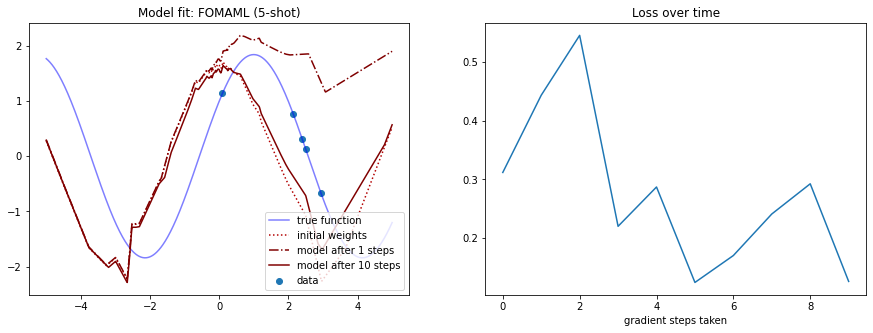 Model fit: FOMAML (5-shot)
2
1
0
−1
−2
−4
−2
0
2
4
true function
initial weights
model after 1 steps
model after 10 steps
data
Loss over time
0.5
0.4
0.3
0.2
0
2
4
6
8
gradient steps taken